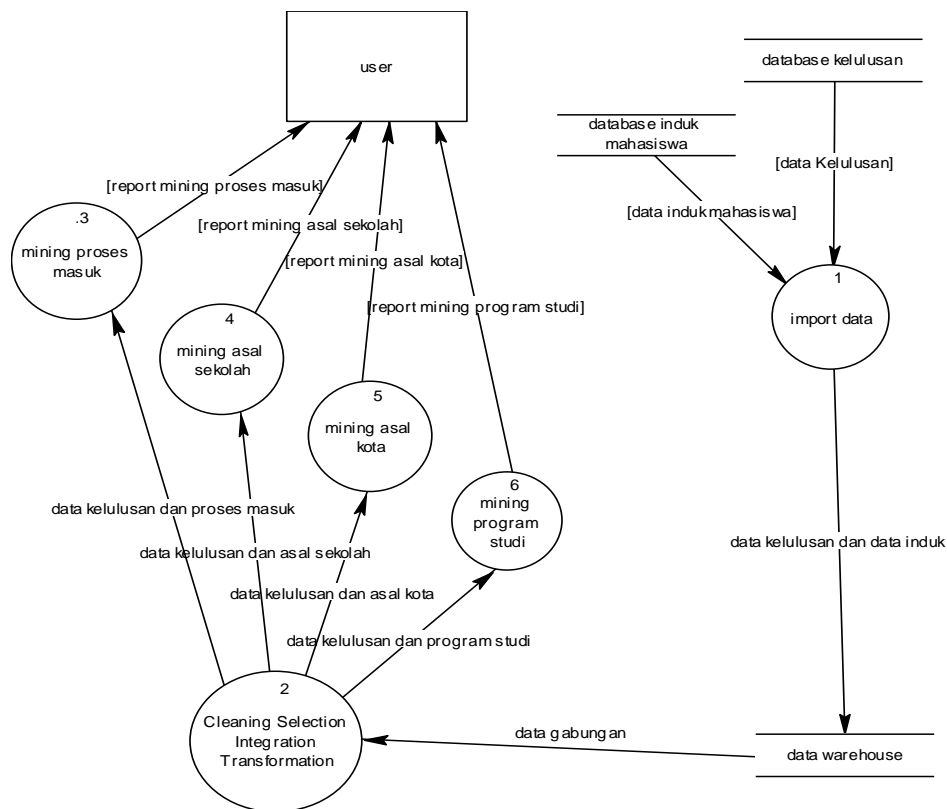 user
database kelulusan
database induk
mahasiswa
[data Kelulusan]
[report mining proses masuk]
[data induk mahasiswa]
[report mining asal sekolah]
.3
mining proses
masuk
[report mining asal kota]
1
import data
[report mining program studi]
4
mining asal
sekolah
5
mining asal
kota
6
mining
program
studi
data kelulusan dan proses masuk
data kelulusan dan data induk
data kelulusan dan asal sekolah
data kelulusan dan asal kota
data kelulusan dan program studi
2
Cleaning Selection
Integration
Transformation
data gabungan
data warehouse